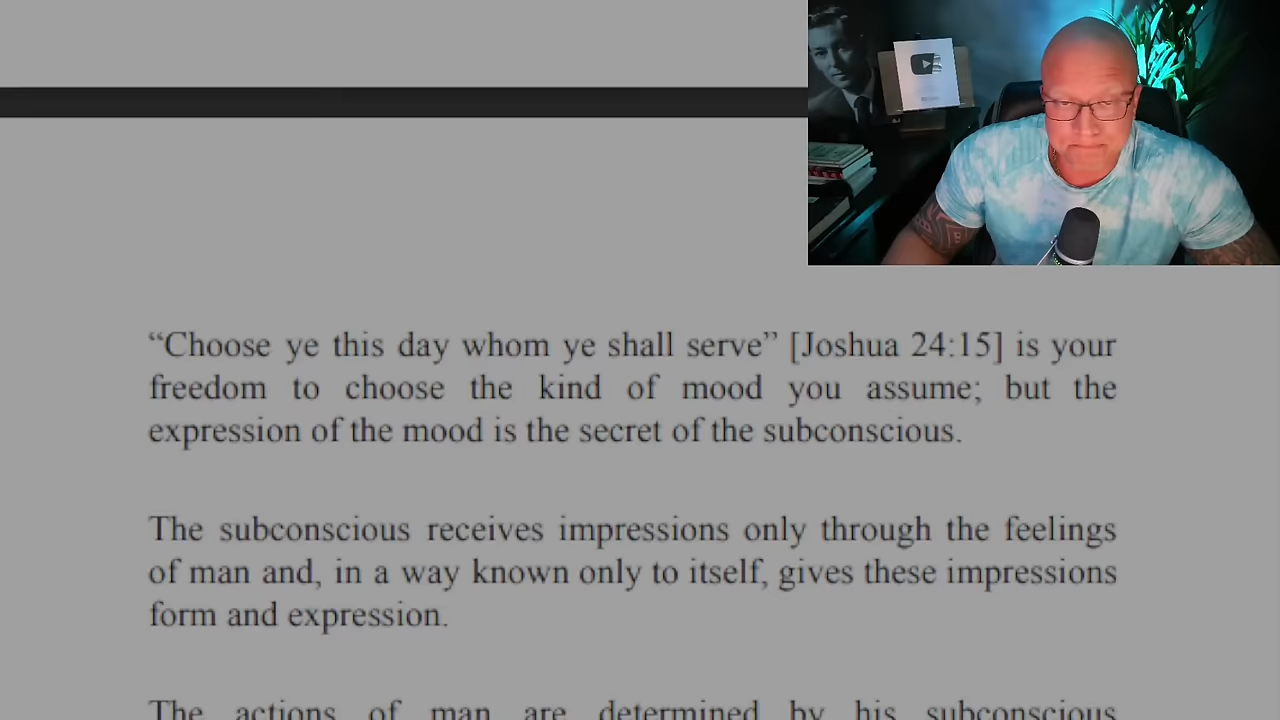 “Choose ye this day whom ye shall serve” [Joshua 24:15] is your
freedom to choose the kind of mood you assume; but the
expression of the mood is the secret of the subconscious.
The subconscious receives impressions only through the feelings
of man and, in a way known only to itself, gives these impressions
form and expression.
The actions of man are determined by his subconscious